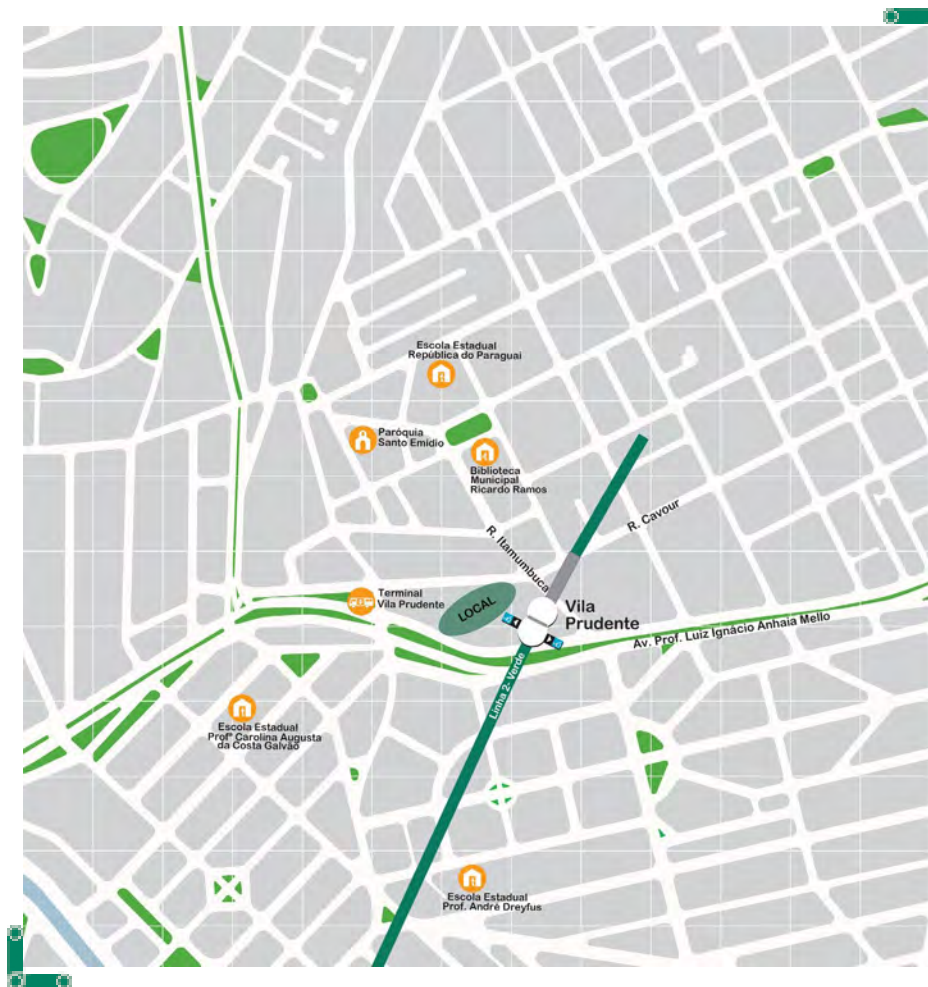 Escola Estadual
República do Paraguai
Paróquia
Santo Emídio
Biblioteca
Municipal
Ricardo Ramos
R. Cavour
R. Itamumbuca
Terminal
Vila Prudente
LOCAL
Vila
Prudente
Av. Prof. Luiz Ignácio Anhaia Mello
Linha 2- Verde
Escola Estadual
Profª Carolina Augusta
da Costa Galvão
Escola Estadual
Prof. André Dreyfus